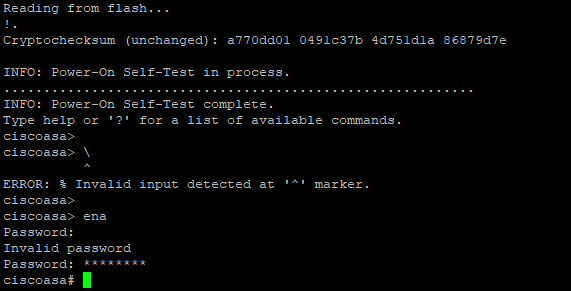 Reading from flash...
!.
Cryptochecksum (unchanged): a770dd01 0491c37b 4d751d1a 86879d7e
INFO: Power-On Self-Test in process.
............................................................
INFO: Power-On Self-Test complete.
Type help or '?' for a list of available commands.
ciscoasa>
ciscoasa> \
^
ERROR: % Invalid input detected at '^' marker.
ciscoasa>
ciscoasa> ena
Password:
Invalid password
Password: ********
ciscoasa#